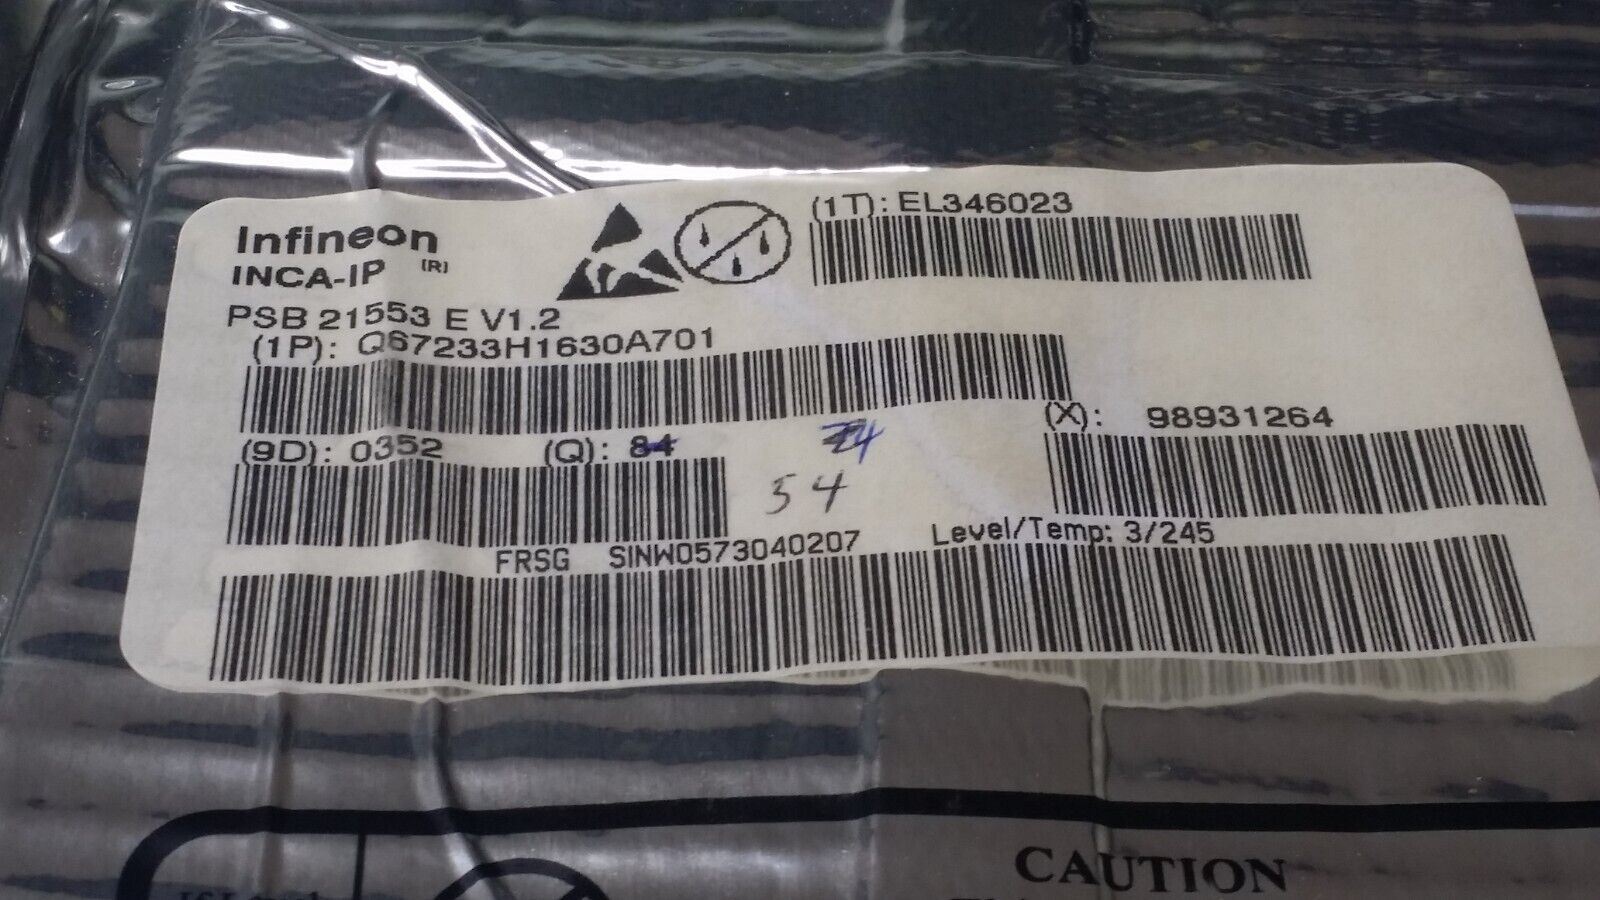 Infineon
INCA-IP (R)
PSB 21553 E V1.2
(1T): EL346023
(1P): Q67233H1630A701
(9D): 0352 (Q): 84 74
54
(X): 98931264
FRSG SINW0573040207 Level/Temp: 3/245
CAUTION